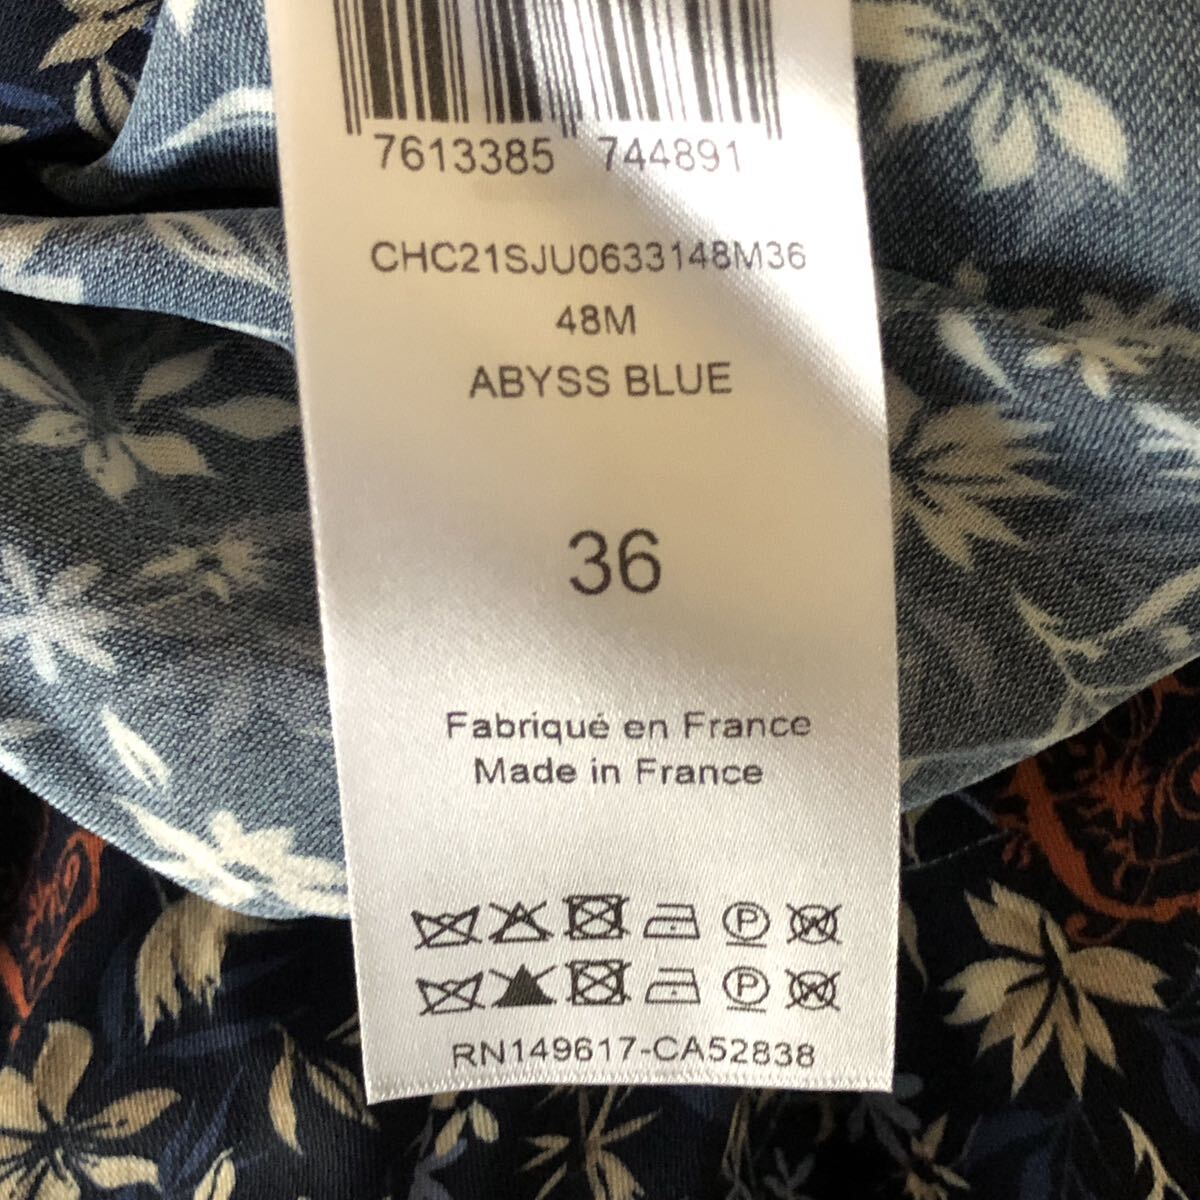 7613385 744891
CHC21SJU0633148M36
48M
ABYSS BLUE
36
Fabriqué en France
Made in France
RN149617-CA52838